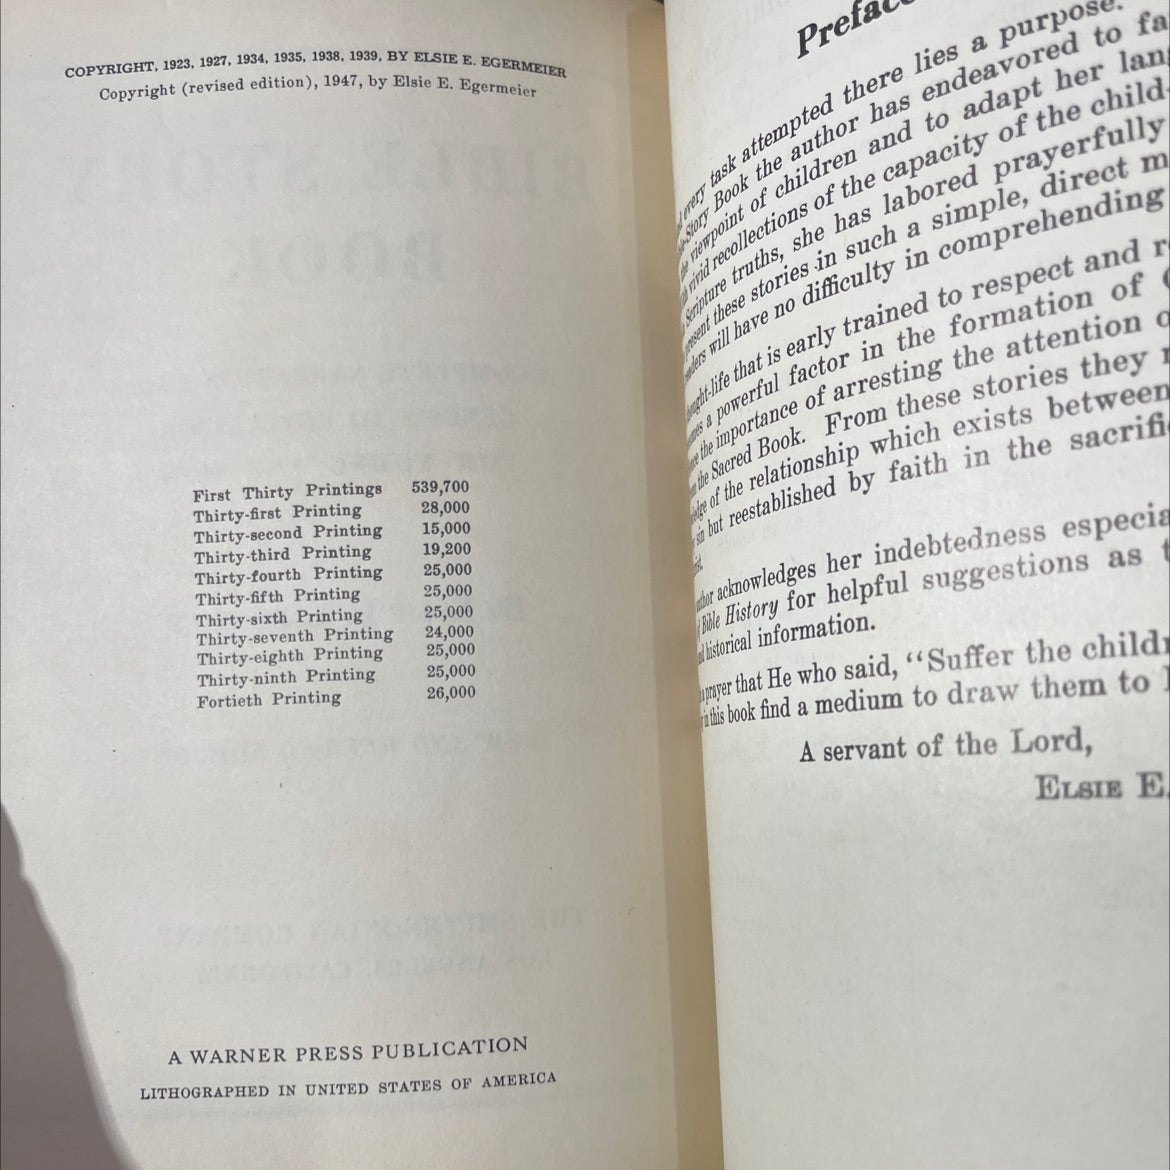 COPYRIGHT, 1923, 1927, 1934, 1935, 1938, 1939, BY ELSIE E. EGERMEIER
Copyright (revised edition), 1947, by Elsie E. Egermeier
First Thirty Printings 539,700
Thirty-first Printing 28,000
Thirty-second Printing 15,000
Thirty-third Printing 19,200
Thirty-fourth Printing 25,000
Thirty-fifth Printing 25,000
Thirty-sixth Printing 25,000
Thirty-seventh Printing 24,000
Thirty-eighth Printing 25,000
Thirty-ninth Printing 25,000
Fortieth Printing 26,000
A WARNER PRESS PUBLICATION
LITHOGRAPHED IN UNITED STATES OF AMERICA
Preface
every task attempted there lies a purpose.
Story Book the author has endeavored to fa
viewpoint of children and to adapt her lang
vivid recollections of the capacity of the child-
Scripture truths, she has labored prayerfully
present these stories in such a simple, direct m
will have no difficulty in comprehending
-life that is early trained to respect and r
a powerful factor in the formation of C
the importance of arresting the attention o
the Sacred Book. From these stories they
of the relationship which exists between
sin but reestablished by faith in the sacrifi
acknowledges her indebtedness especia
Bible History for helpful suggestions as t
historical information.
prayer that He who said, “Suffer the childr
in this book find a medium to draw them to
A servant of the Lord,
ELSIE E.